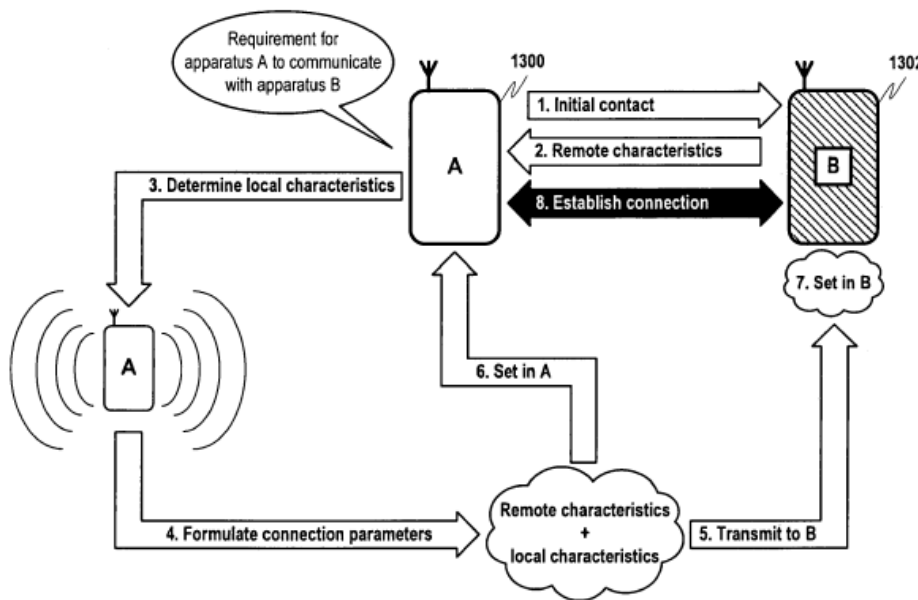 Requirement for
apparatus A to communicate
with apparatus B
1300
1302
1. Initial contact
2. Remote characteristics
A
B
3. Determine local characteristics
8. Establish connection
7. Set in B
A
6. Set in A
Remote characteristics
+
local characteristics
4. Formulate connection parameters
5. Transmit to B